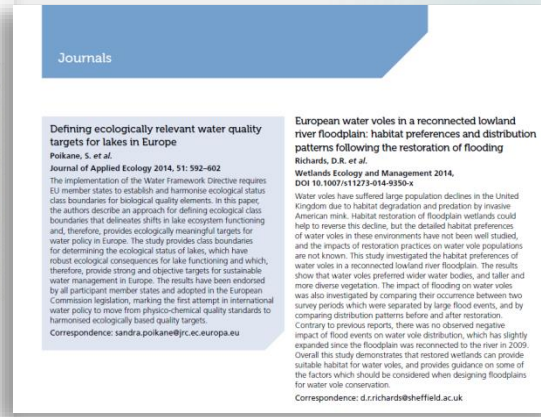 Journals
Defining ecologically relevant water quality
targets for lakes in Europe
Poikane, S. et al.
Journal of Applied Ecology 2014, 51: 592–602
The implementation of the Water Framework Directive requires
EU member states to establish and harmonise ecological status
class boundaries for biological quality elements. In this paper,
the authors describe an approach for defining ecological class
boundaries that delineates shifts in lake ecosystem functioning
and, therefore, provides ecologically meaningful targets for
water policy in Europe. The study provides class boundaries
for determining the ecological status of lakes, which have
robust ecological consequences for lake functioning and which,
therefore, provide strong and objective targets for sustainable
water management in Europe. The results have been endorsed
by all participant member states and adopted in the European
Commission legislation, marking the first attempt in international
water policy to move from physico-chemical quality standards to
harmonised ecologically based quality targets.
Correspondence: sandra.poikane@jrc.ec.europa.eu
European water voles in a reconnected lowland
river floodplain: habitat preferences and distribution
patterns following the restoration of flooding
Richards, D.R. et al.
Wetlands Ecology and Management 2014,
DOI 10.1007/s11273-014-9350-x
Water voles have suffered large population declines in the United
Kingdom due to habitat degradation and predation by invasive
American mink. Habitat restoration of floodplain wetlands could
help to reverse this decline, but the detailed habitat preferences
of water voles in these environments have not been well studied,
and the impacts of restoration practices on water vole populations
are not known. This study investigated the habitat preferences of
water voles in a reconnected lowland river floodplain. The results
show that water voles preferred wider water bodies, and taller and
more diverse vegetation. The impact of flooding on water voles
was also investigated by comparing their occurrence between two
survey periods which were separated by large flood events, and by
comparing distribution patterns before and after restoration.
Contrary to previous reports, there was no observed negative
impact of flood events on water vole distribution, which has slightly
expanded since the floodplain was reconnected to the river in 2009.
Overall this study demonstrates that restored wetlands can provide
suitable habitat for water voles, and provides guidance on some of
the factors which should be considered when designing floodplains
for water vole conservation.
Correspondence: d.r.richards@sheffield.ac.uk